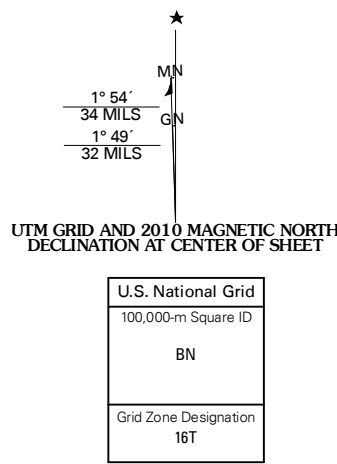 MN
1° 54´
34 MILS
GN
1° 49´
32 MILS
UTM GRID AND 2010 MAGNETIC NORTH
DECLINATION AT CENTER OF SHEET
U.S. National Grid
100,000-m Square ID
BN
Grid Zone Designation
16T